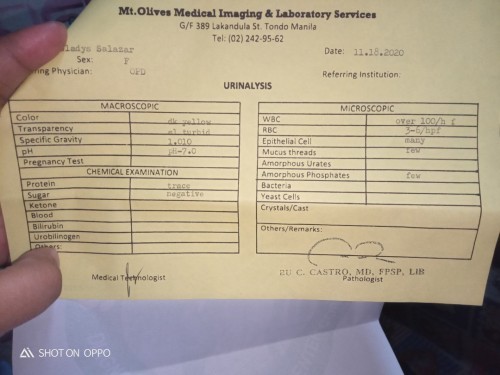 Mt.Olives Medical Imaging & Laboratory Services
G/F 389 Lakandula St. Tondo Manila
Tel: (02) 242-95-62
ladys Salazar Date: 11.18.2020
Sex: F
ring Physician: OPD Referring Institution:
URINALYSIS
MACROSCOPIC
Color dk yellow
Transparency sl turbid
Specific Gravity 1.010
pH pH-7.0
Pregnancy Test
CHEMICAL EXAMINATION
Protein trace
Sugar negative
Ketone
Blood
Bilirubin
Urobilinogen
Others:
MICROSCOPIC
WBC over 100/h f
RBC 3-6/hpf
Epithelial Cell many
Mucus threads few
Amorphous Urates
Amorphous Phosphates few
Bacteria
Yeast Cells
Crystals/Cast
Others/Remarks:
Medical Technologist
EU C. CASTRO, MD, FPSP, LIB
Pathologist
SHOT ON OPPO